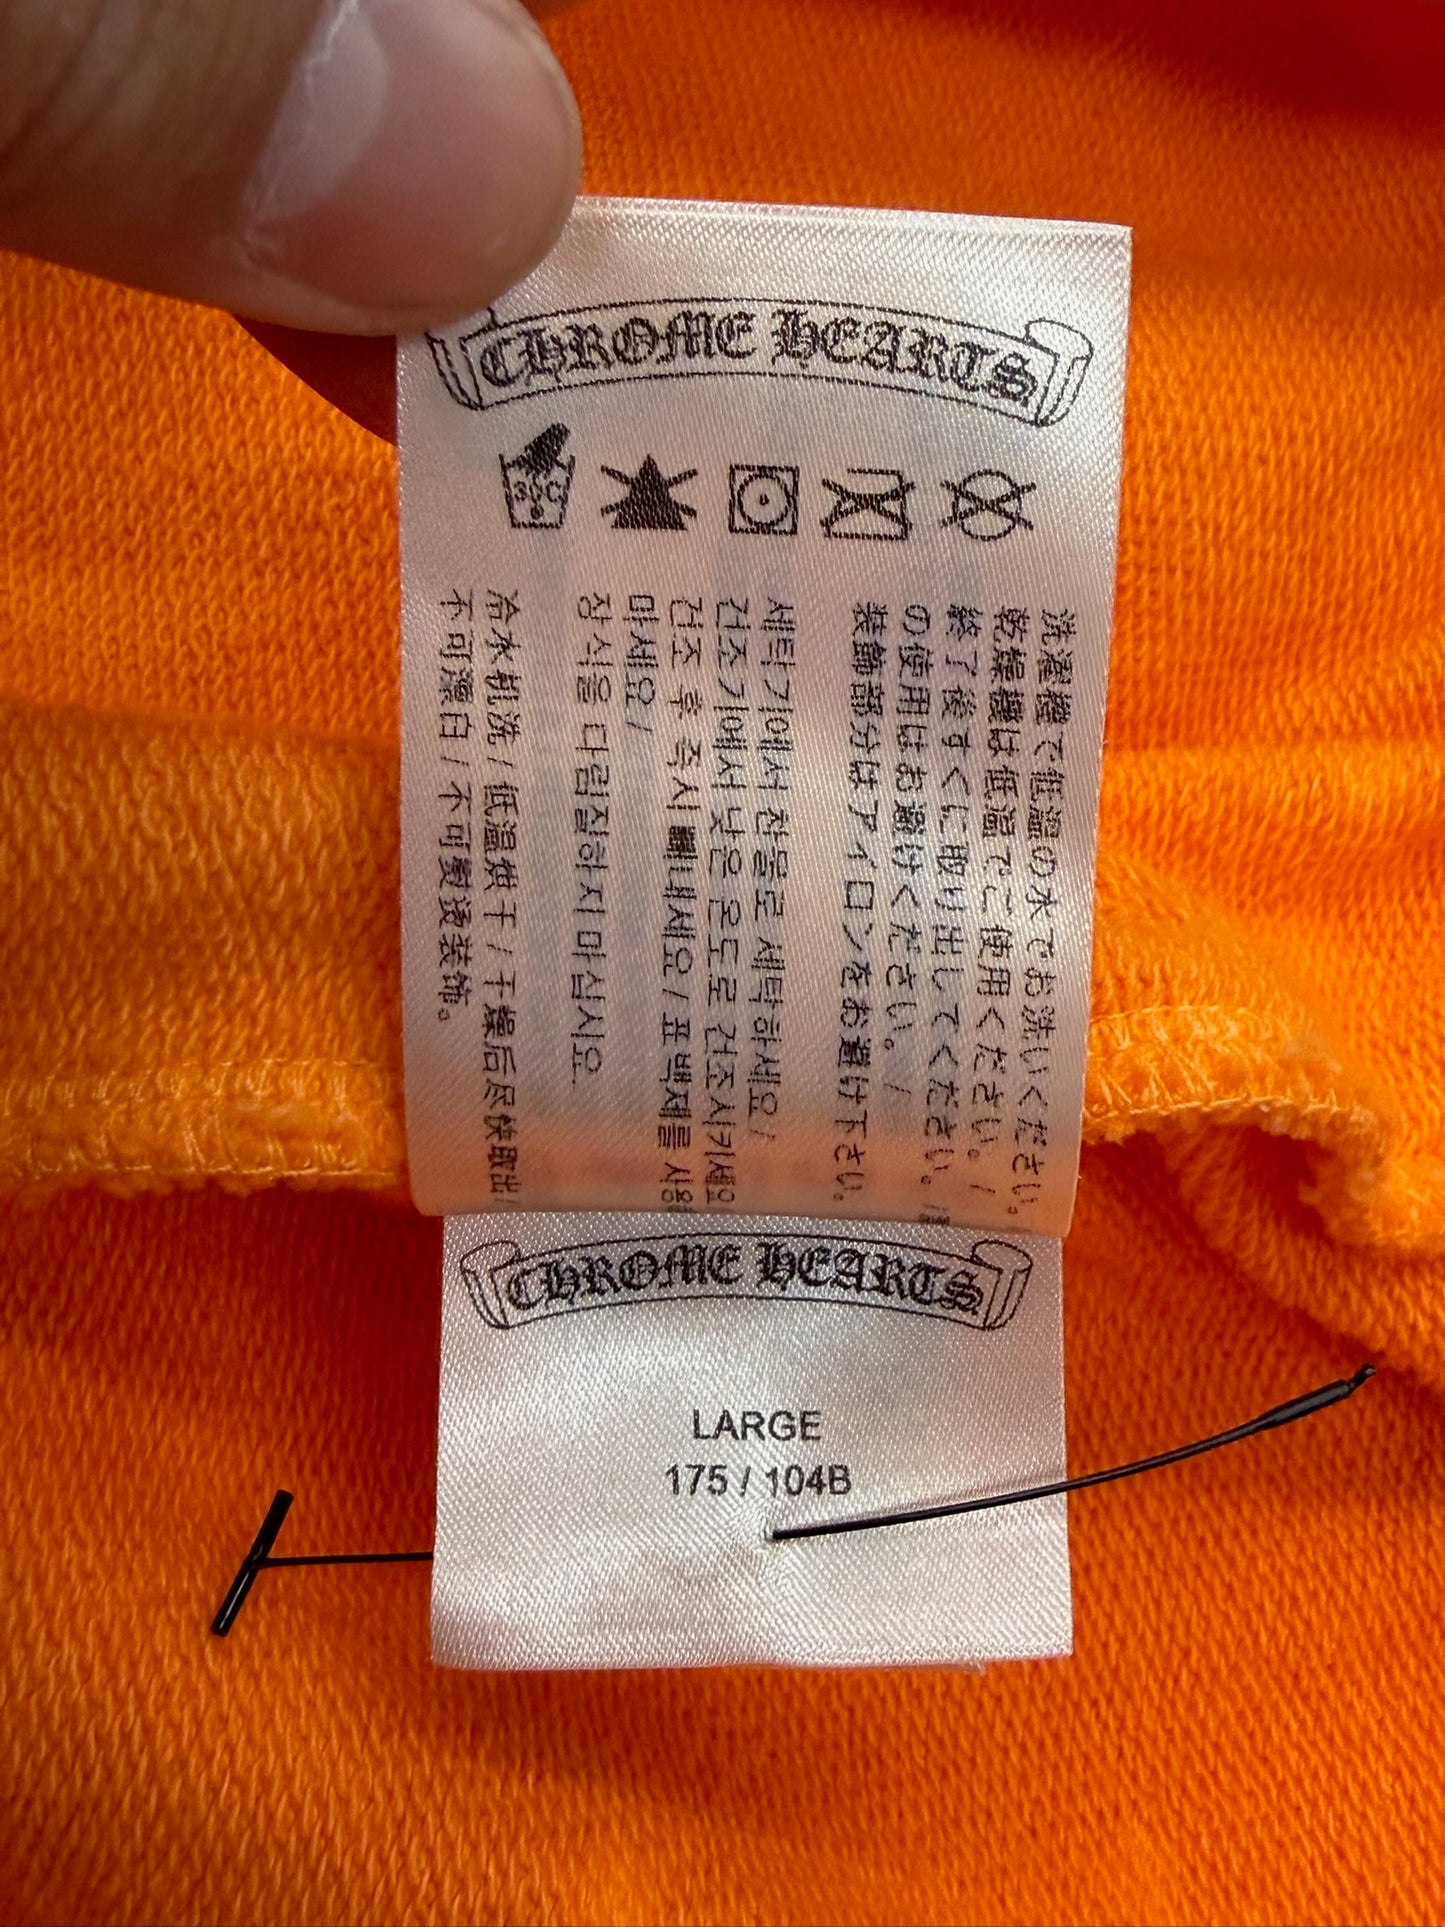 CHROME HEARTS
30C
洗濯機で低温の水でお洗いください。
乾燥機は低温でご使用ください。/
終了後すぐに取り出してください。/
の使用はお避けください。/
装飾部分はアイロンをお避け下さい。
세탁기에서 찬물로 세탁하세요/
건조기에서 낮은 온도로 건조시키세요
건조 후 즉시 빼내세요/표백제를 사용
마세요/
장식을 다림질하지 마십시오.
冷水机洗/低温烘干/干燥后尽快取出/
不可漂白/不可熨烫装饰。
CHROME HEARTS
LARGE
175 / 104B